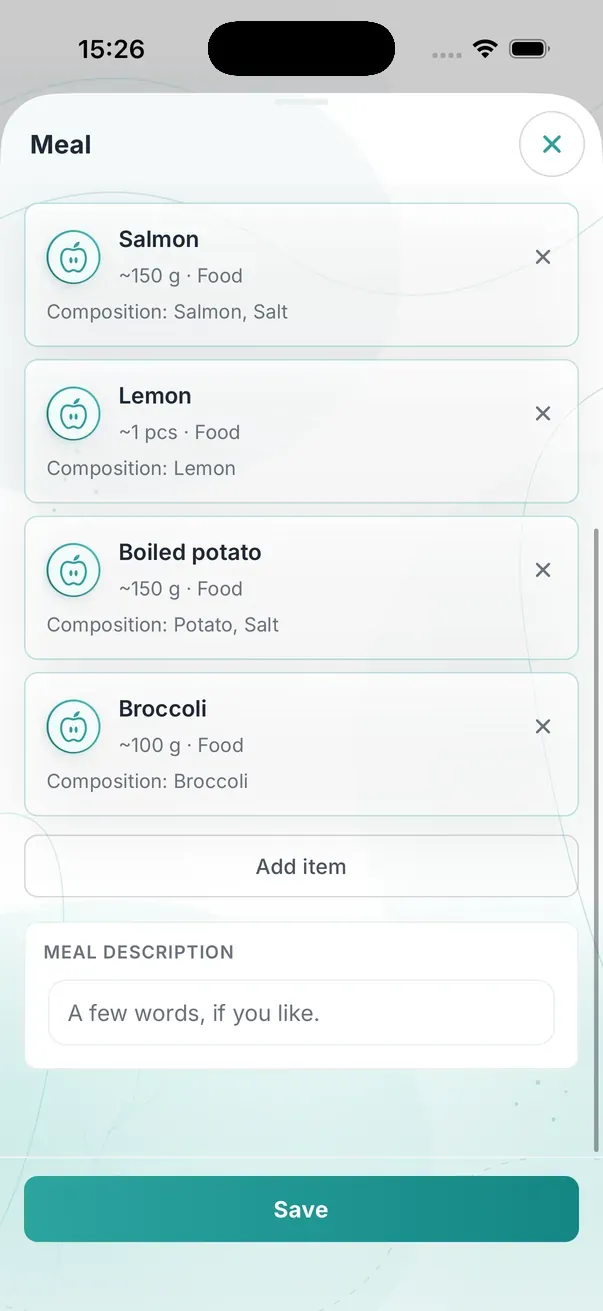 15:26
Meal
Salmon
~150 g · Food
Composition: Salmon, Salt
Lemon
~1 pcs · Food
Composition: Lemon
Boiled potato
~150 g · Food
Composition: Potato, Salt
Broccoli
~100 g · Food
Composition: Broccoli
Add item
MEAL DESCRIPTION
A few words, if you like.
Save